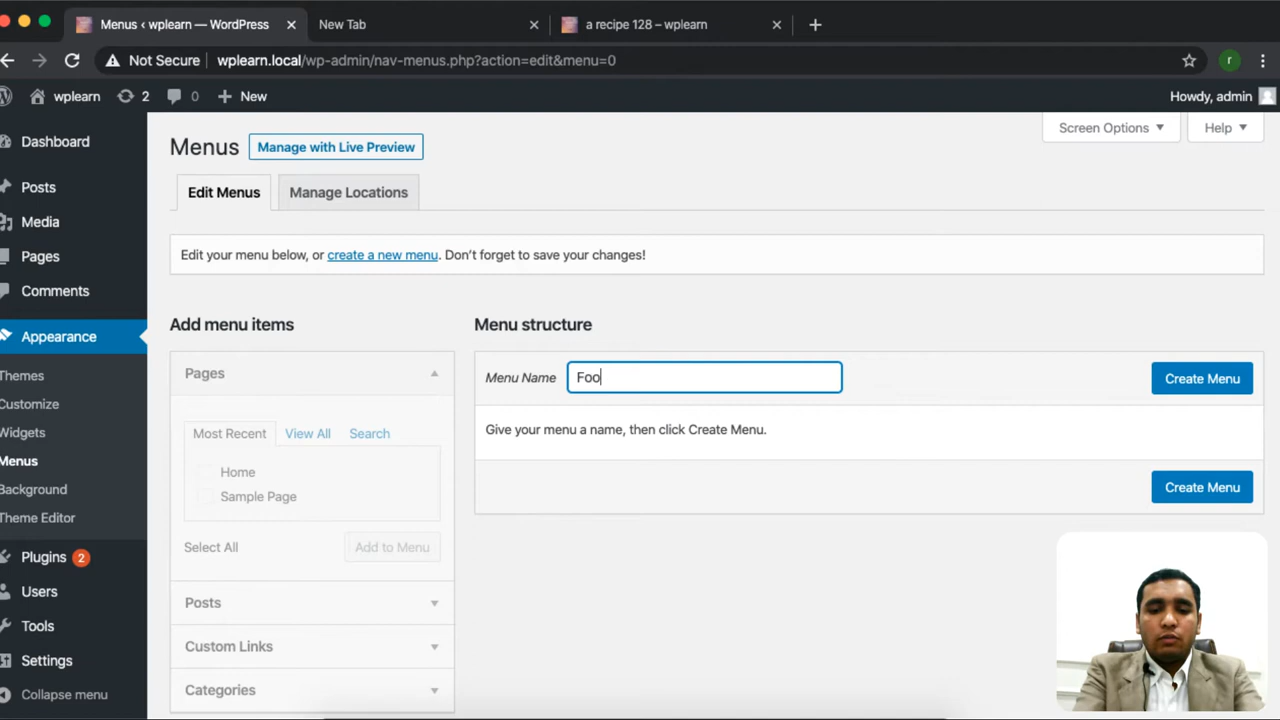 Menus ‹ wplearn — WordPress
New Tab
a recipe 128 – wplearn
Not Secure wplearn.local/wp-admin/nav-menus.php?action=edit&menu=0
r
wplearn 2 0 New
Howdy, admin
Dashboard
Posts
Media
Pages
Comments
Appearance
Themes
Customize
Widgets
Menus
Background
Theme Editor
Plugins 2
Users
Tools
Settings
Collapse menu
Screen Options
Help
Menus
Manage with Live Preview
Edit Menus
Manage Locations
Edit your menu below, or create a new menu. Don't forget to save your changes!
Add menu items
Pages
Most Recent View All Search
Home
Sample Page
Select All
Add to Menu
Posts
Custom Links
Categories
Menu structure
Menu Name Foo
Create Menu
Give your menu a name, then click Create Menu.
Create Menu